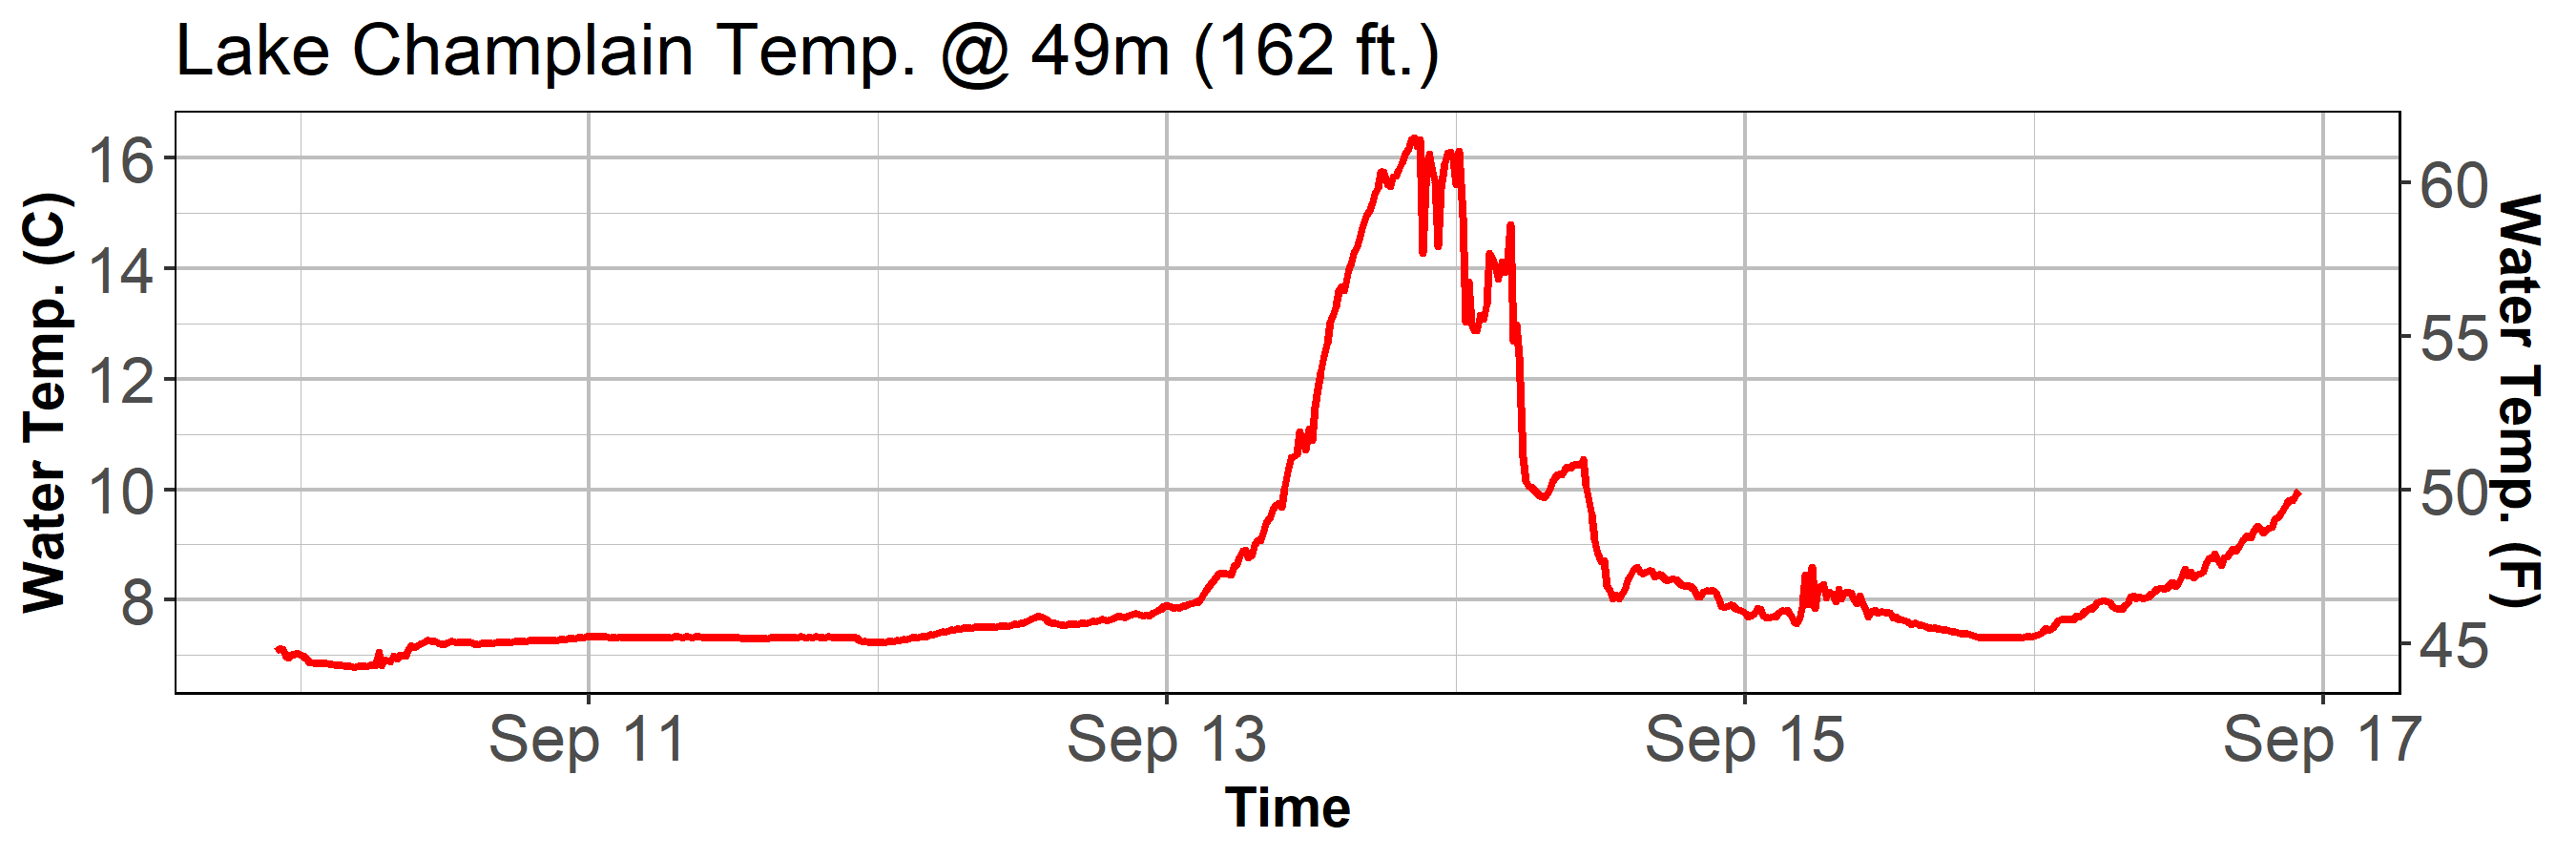 Lake Champlain Temp. @ 49m (162 ft.)
Water Temp. (C)
16
14
12
10
8
60
55
50
45
Water Temp. (F)
Sep 11
Sep 13
Sep 15
Sep 17
Time